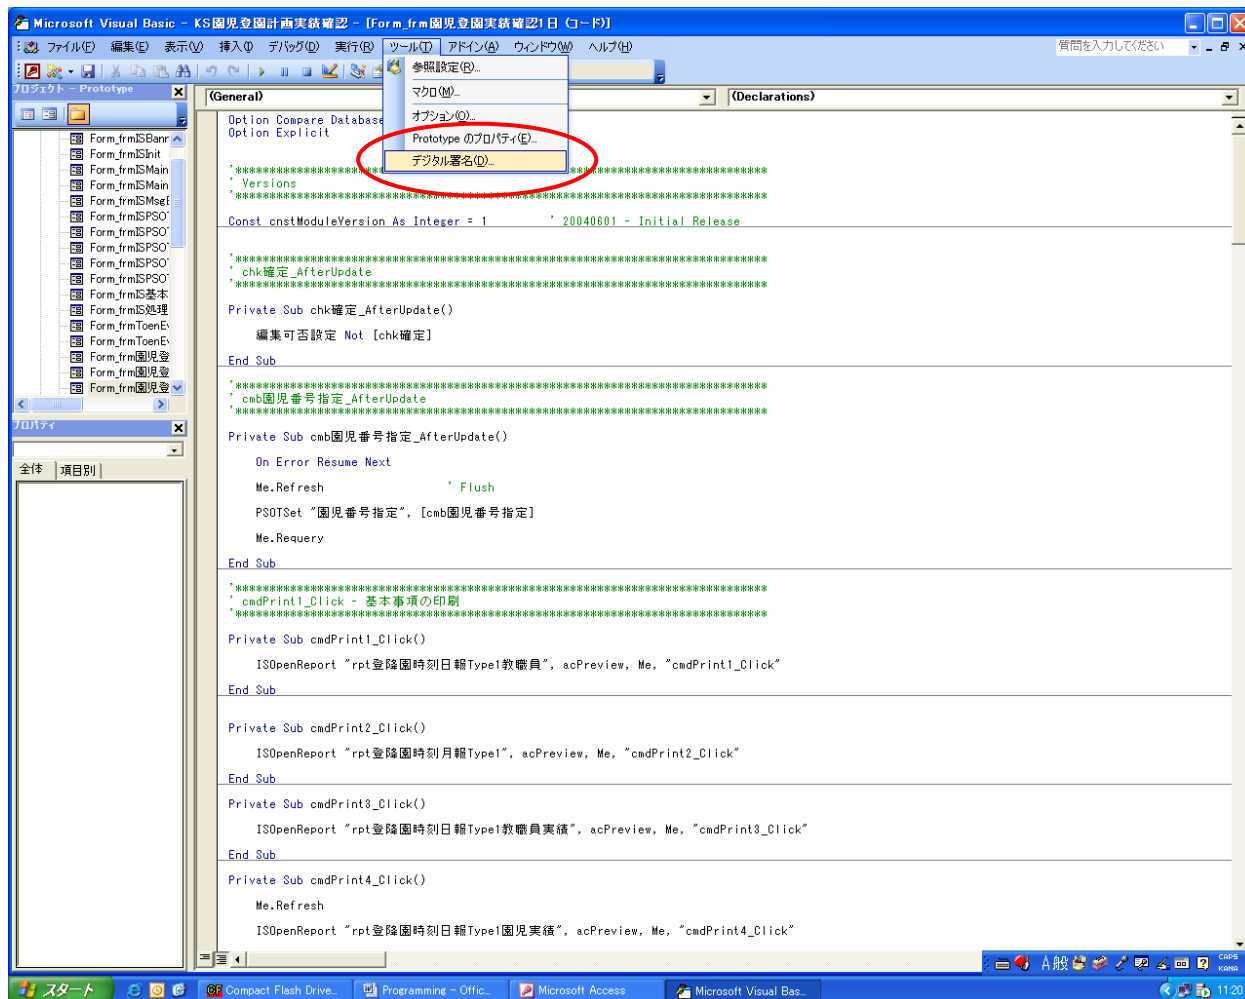 Microsoft Visual Basic - KS園児登園計画実績確認 - [Form_frm園児登園実績確認1日 (コード)]
ファイル(F) 編集(E) 表示(V) 挿入(I) デバッグ(D) 実行(R) ツール(T) アドイン(A) ウィンドウ(W) ヘルプ(H)
質問を入力してください
参照設定(R)...
マクロ(M)...
オプション(O)...
Prototype のプロパティ(E)...
デジタル署名(D)...
プロジェクト - Prototype
Form_frmISBanr
Form_frmISInit
Form_frmISMain
Form_frmISMain
Form_frmISMsgE
Form_frmISPSO
Form_frmISPSO
Form_frmISPSO
Form_frmISPSO
Form_frmISPSO
Form_frmIS基本
Form_frmIS処理
Form_frmToenE
Form_frmToenE
Form_frm園児登
Form_frm園児登
Form_frm園児登
プロパティ
全体 項目別
(General) (Declarations)
Option Compare Database
Option Explicit
' Versions
Const cnstModuleVersion As Integer = 1 ' 20040601 - Initial Release
'******************************************************************************
' chk確定_AfterUpdate
'******************************************************************************
Private Sub chk確定_AfterUpdate()
編集可否設定 Not [chk確定]
End Sub
'******************************************************************************
' cmb園児番号指定_AfterUpdate
'******************************************************************************
Private Sub cmb園児番号指定_AfterUpdate()
On Error Resume Next
Me.Refresh ' Flush
PSOTSet "園児番号指定", [cmb園児番号指定]
Me.Requery
End Sub
'******************************************************************************
' cmdPrint1_Click - 基本事項の印刷
'******************************************************************************
Private Sub cmdPrint1_Click()
ISOpenReport "rpt登降園時刻日報Type1教職員", acPreview, Me, "cmdPrint1_Click"
End Sub
Private Sub cmdPrint2_Click()
ISOpenReport "rpt登降園時刻月報Type1", acPreview, Me, "cmdPrint2_Click"
End Sub
Private Sub cmdPrint3_Click()
ISOpenReport "rpt登降園時刻日報Type1教職員実績", acPreview, Me, "cmdPrint3_Click"
End Sub
Private Sub cmdPrint4_Click()
Me.Refresh
ISOpenReport "rpt登降園時刻日報Type1園児実績", acPreview, Me, "cmdPrint4_Click"
A般 CAPS
KANA
スタート Compact Flash Drive... Programming - Offic... Microsoft Access Microsoft Visual Bas... 11:20